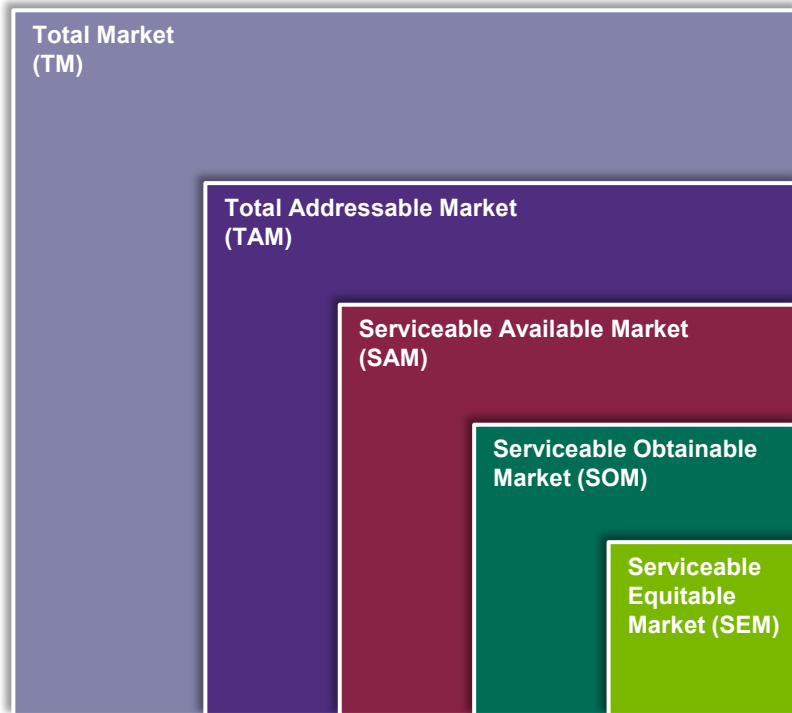 Total Market
(TM)
Total Addressable Market
(TAM)
Serviceable Available Market
(SAM)
Serviceable Obtainable
Market (SOM)
Serviceable
Equitable
Market (SEM)